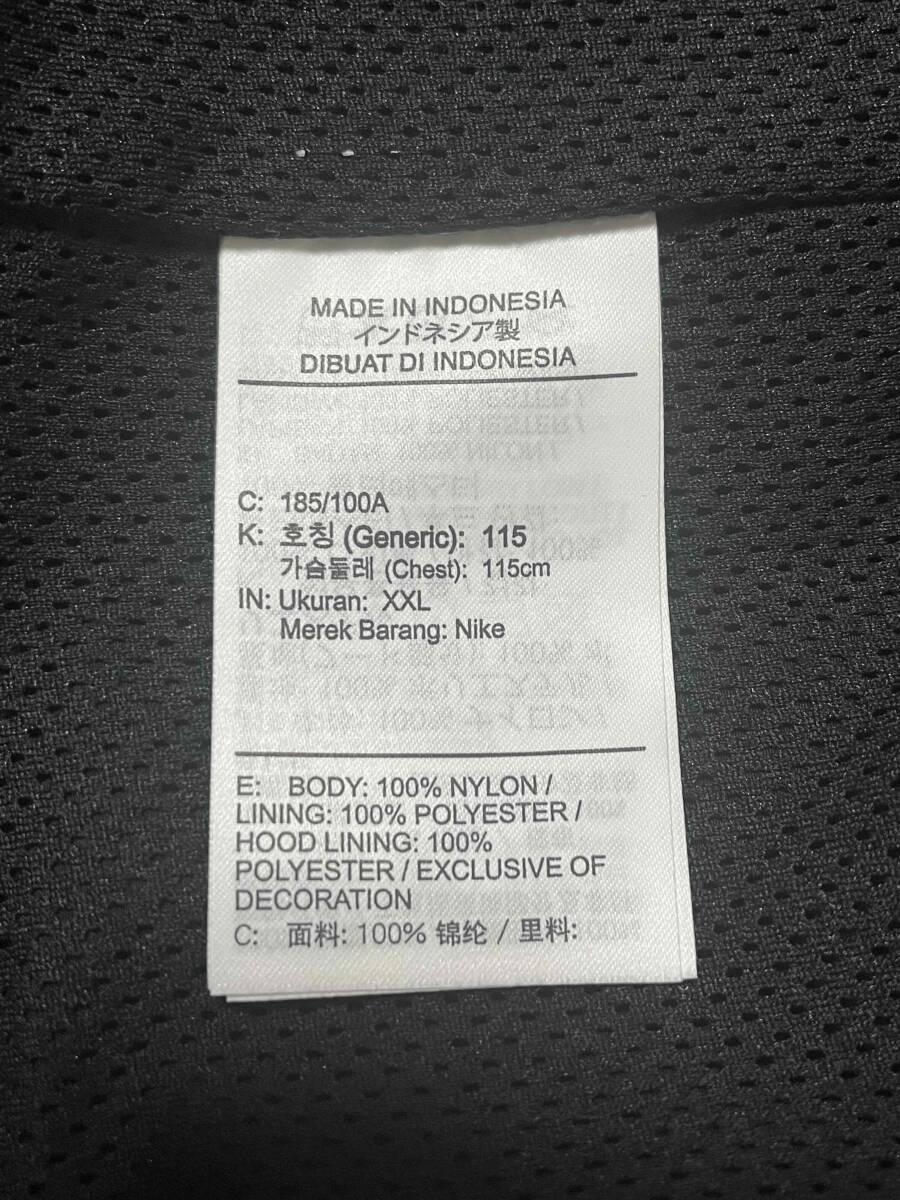 MADE IN INDONESIA
インドネシア製
DIBUAT DI INDONESIA
C: 185/100A
K: 호칭 (Generic): 115
가슴둘레 (Chest): 115cm
IN: Ukuran: XXL
Merek Barang: Nike
E: BODY: 100% NYLON /
LINING: 100% POLYESTER /
HOOD LINING: 100%
POLYESTER / EXCLUSIVE OF
DECORATION
C: 面料: 100% 锦纶 / 里料: